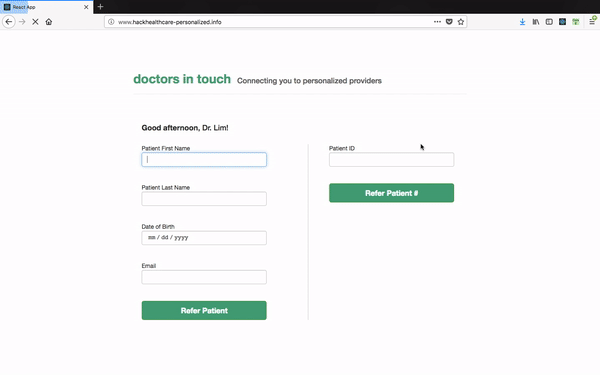 React App
www.hackhealthcare-personalized.info
doctors in touch Connecting you to personalized providers
Good afternoon, Dr. Lim!
Patient First Name
Patient Last Name
Date of Birth
mm / dd / yyyy
Email
Refer Patient
Patient ID
Refer Patient #